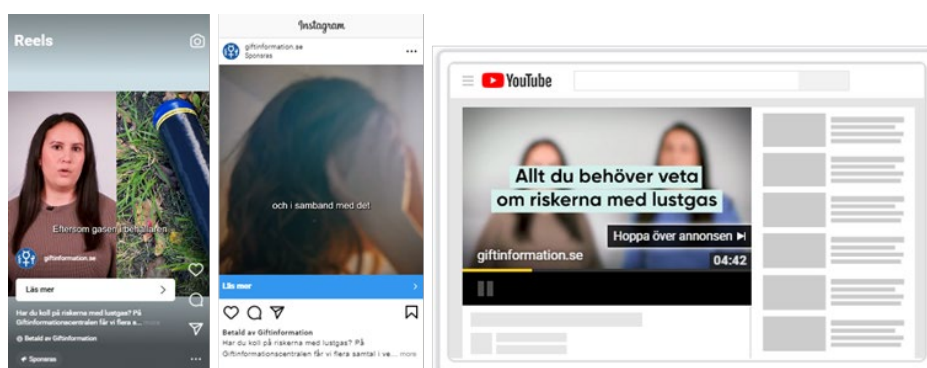 Reels
Eftersom gasen i behållaren
giftinformation.se
Läs mer
Har du koll på riskerna med lustgas? På
Giftinformationscentralen får vi flera s... more
Betald av Giftinformation
Sponsras
Instagram
giftinformation.se
Sponsras
och i samband med det
Läs mer
Betald av Giftinformation
Har du koll på riskerna med lustgas? På
Giftinformationscentralen får vi flera samtal i ve... more
YouTube
Allt du behöver veta
om riskerna med lustgas
Hoppa över annonsen
giftinformation.se
04:42